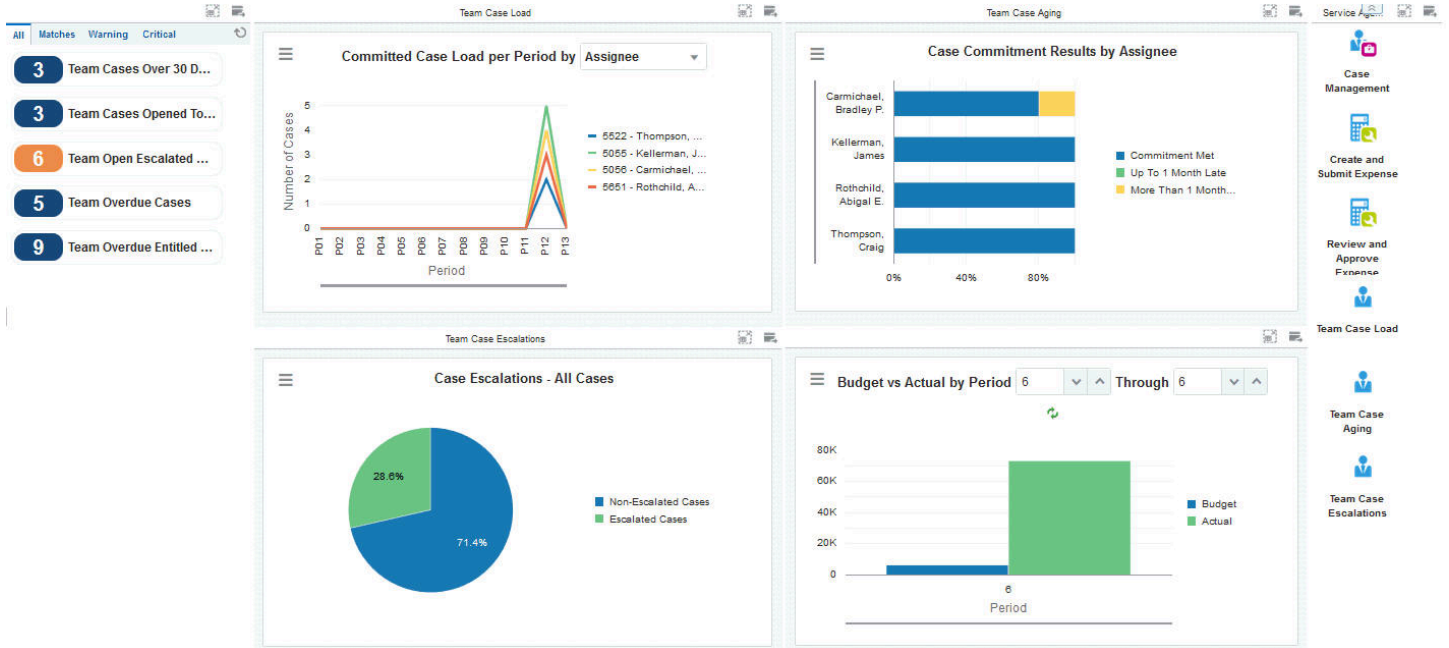 All Matches Warning Critical
3 Team Cases Over 30 D...
3 Team Cases Opened To...
6 Team Open Escalated ...
5 Team Overdue Cases
9 Team Overdue Entitled ...
Team Case Load
Committed Case Load per Period by Assignee
Number of Cases
5
4
3
2
1
0
P01 P02 P03 P04 P05 P06 P07 P08 P09 P10 P11 P12 P13
Period
5522 - Thompson, ...
5055 - Kellerman, J...
5056 - Carmichael, ...
5651 - Rothchild, A...
Team Case Aging
Case Commitment Results by Assignee
Carmichael,
Bradley P.
Kellerman,
James
Rothchild,
Abigal E.
Thompson,
Craig
0% 40% 80%
Commitment Met
Up To 1 Month Late
More Than 1 Month...
Team Case Escalations
Case Escalations - All Cases
28.6%
71.4%
Non-Escalated Cases
Escalated Cases
Budget vs Actual by Period 6 Through 6
80K
60K
40K
20K
0
6
Period
Budget
Actual
Service
Case
Management
Create and
Submit Expense
Review and
Approve
Expense
Team Case Load
Team Case
Aging
Team Case
Escalations